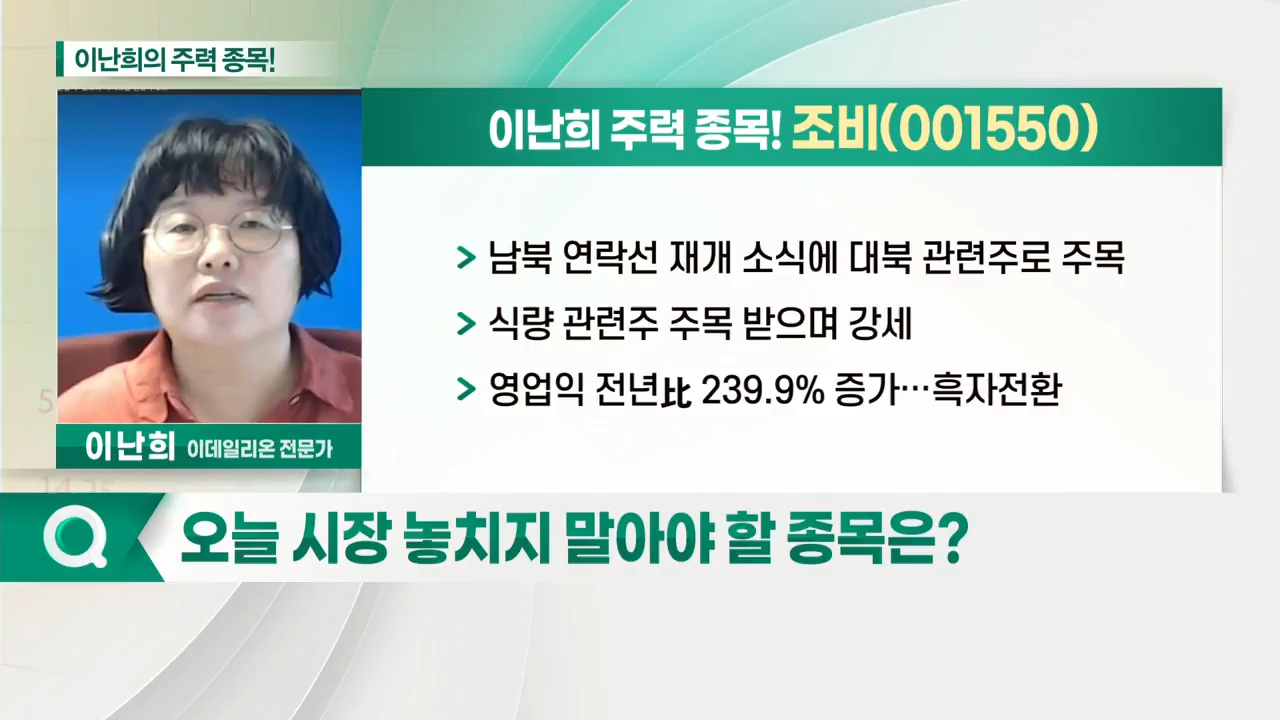 이난희의 주력 종목!
이난희 주력 종목! 조비(001550)
> 남북 연락선 재개 소식에 대북 관련주로 주목
> 식량 관련주 주목 받으며 강세
> 영업익 전년比 239.9% 증가…흑자전환
이난희 이데일리온 전문가
오늘 시장 놓치지 말아야 할 종목은?